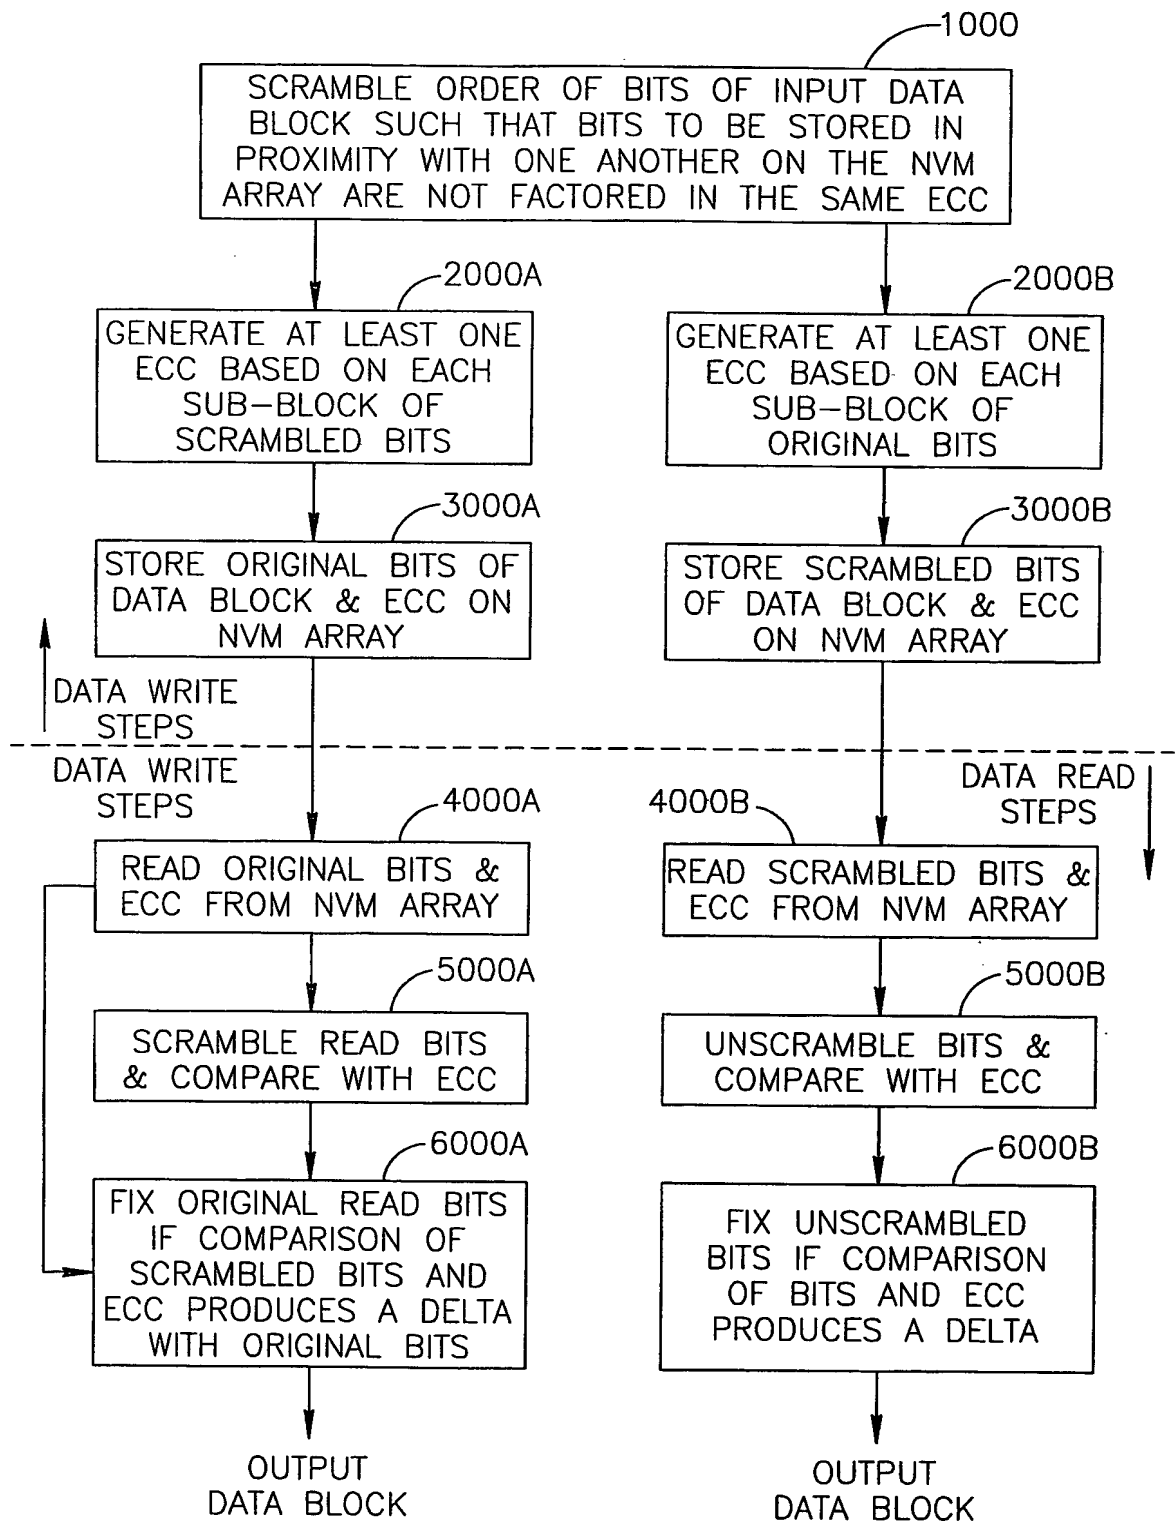 1000
SCRAMBLE ORDER OF BITS OF INPUT DATA
BLOCK SUCH THAT BITS TO BE STORED IN
PROXIMITY WITH ONE ANOTHER ON THE NVM
ARRAY ARE NOT FACTORED IN THE SAME ECC
2000A
GENERATE AT LEAST ONE
ECC BASED ON EACH
SUB-BLOCK OF
SCRAMBLED BITS
2000B
GENERATE AT LEAST ONE
ECC BASED ON EACH
SUB-BLOCK OF
ORIGINAL BITS
3000A
STORE ORIGINAL BITS OF
DATA BLOCK & ECC ON
NVM ARRAY
3000B
STORE SCRAMBLED BITS
OF DATA BLOCK & ECC
ON NVM ARRAY
DATA WRITE
STEPS
DATA WRITE
STEPS
DATA READ
STEPS
4000A
READ ORIGINAL BITS &
ECC FROM NVM ARRAY
4000B
READ SCRAMBLED BITS &
ECC FROM NVM ARRAY
5000A
SCRAMBLE READ BITS
& COMPARE WITH ECC
5000B
UNSCRAMBLE BITS &
COMPARE WITH ECC
6000A
FIX ORIGINAL READ BITS
IF COMPARISON OF
SCRAMBLED BITS AND
ECC PRODUCES A DELTA
WITH ORIGINAL BITS
6000B
FIX UNSCRAMBLED
BITS IF COMPARISON
OF BITS AND ECC
PRODUCES A DELTA
OUTPUT
DATA BLOCK
OUTPUT
DATA BLOCK